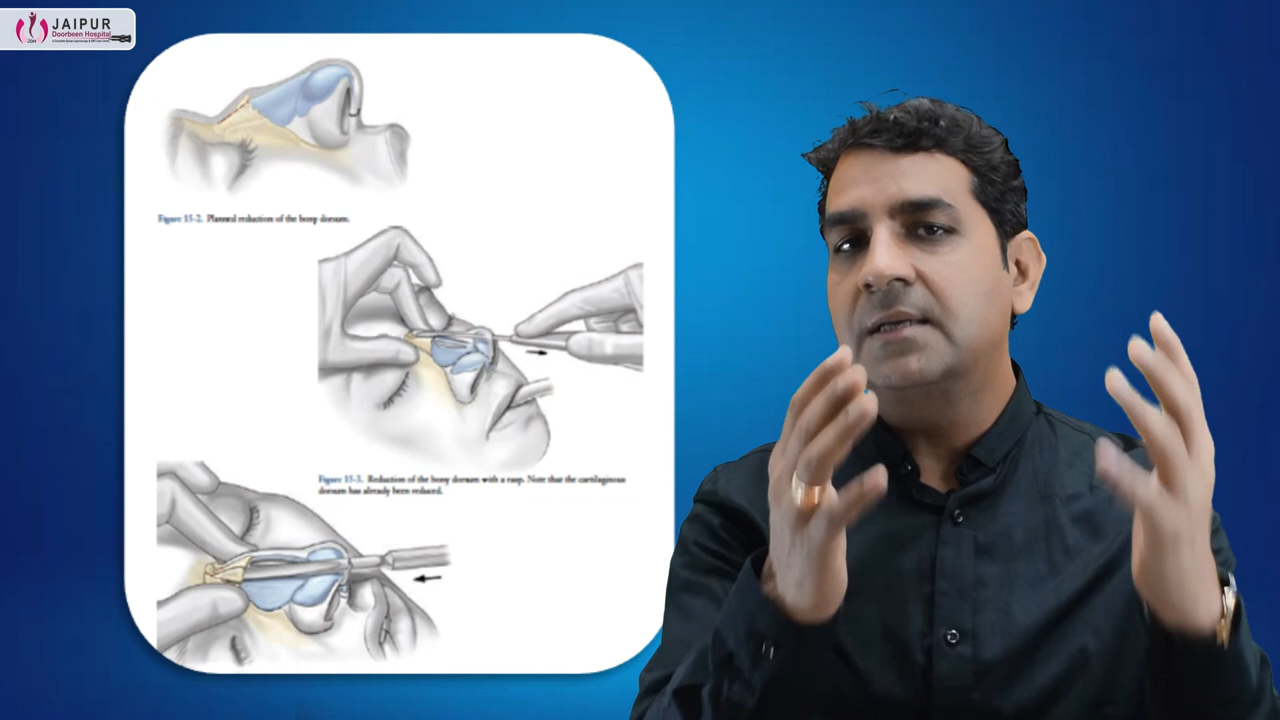 JAIPUR
Doorbeen Hospital
JDH
Figure 15-2. Planned reduction of the bony dorsum.
Figure 15-3. Reduction of the bony dorsum with a rasp. Note that the cartilaginous
dorsum has already been reduced.